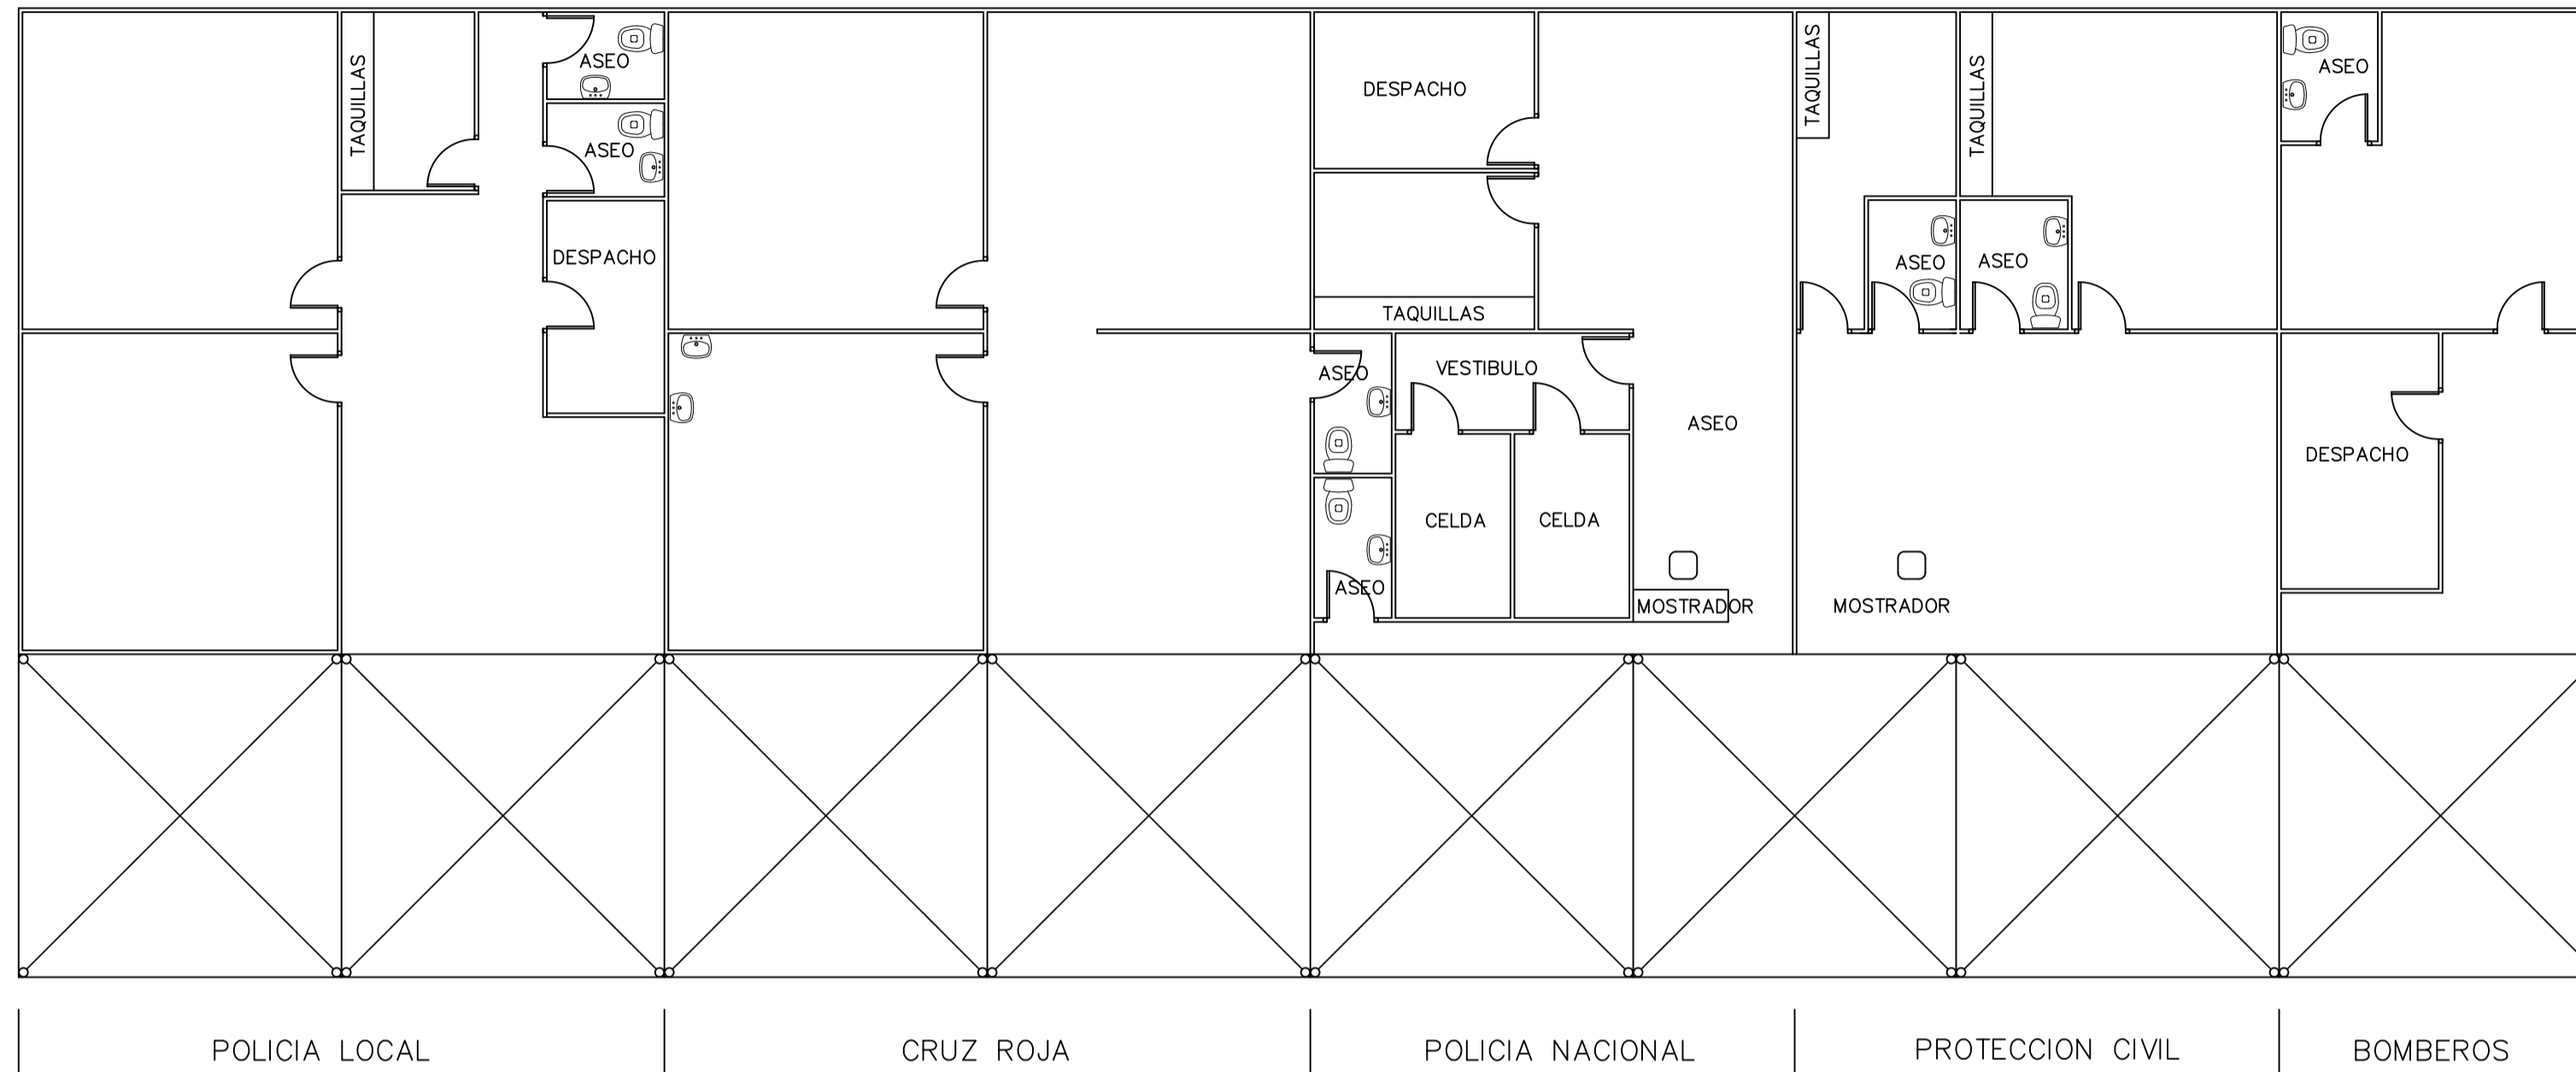 TAQUILLAS
ASEO
ASEO
DESPACHO
DESPACHO
TAQUILLAS
ASEO
VESTIBULO
CELDA
CELDA
ASEO
ASEO
MOSTRADOR
TAQUILLAS
TAQUILLAS
ASEO
ASEO
MOSTRADOR
ASEO
DESPACHO
POLICIA LOCAL
CRUZ ROJA
POLICIA NACIONAL
PROTECCION CIVIL
BOMBEROS